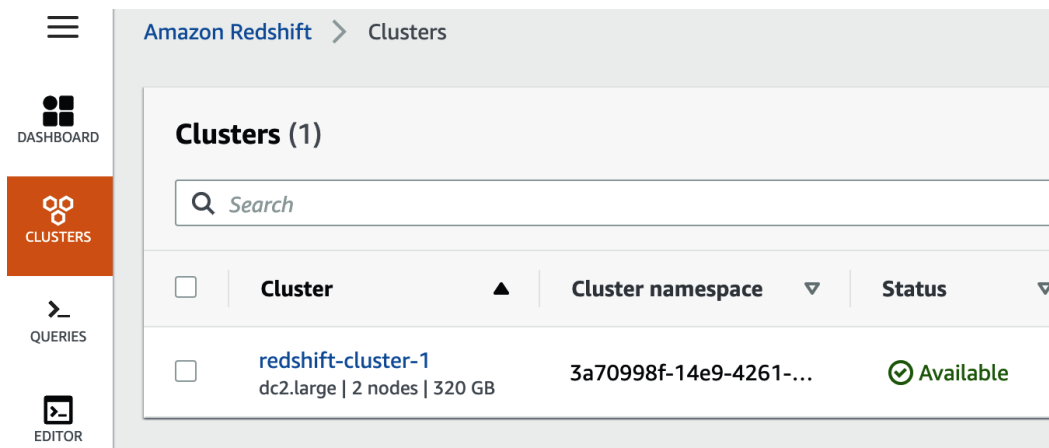 Amazon Redshift > Clusters
DASHBOARD
CLUSTERS
QUERIES
EDITOR
Clusters (1)
Search
Cluster Cluster namespace Status
redshift-cluster-1 3a70998f-14e9-4261-... Available
dc2.large | 2 nodes | 320 GB